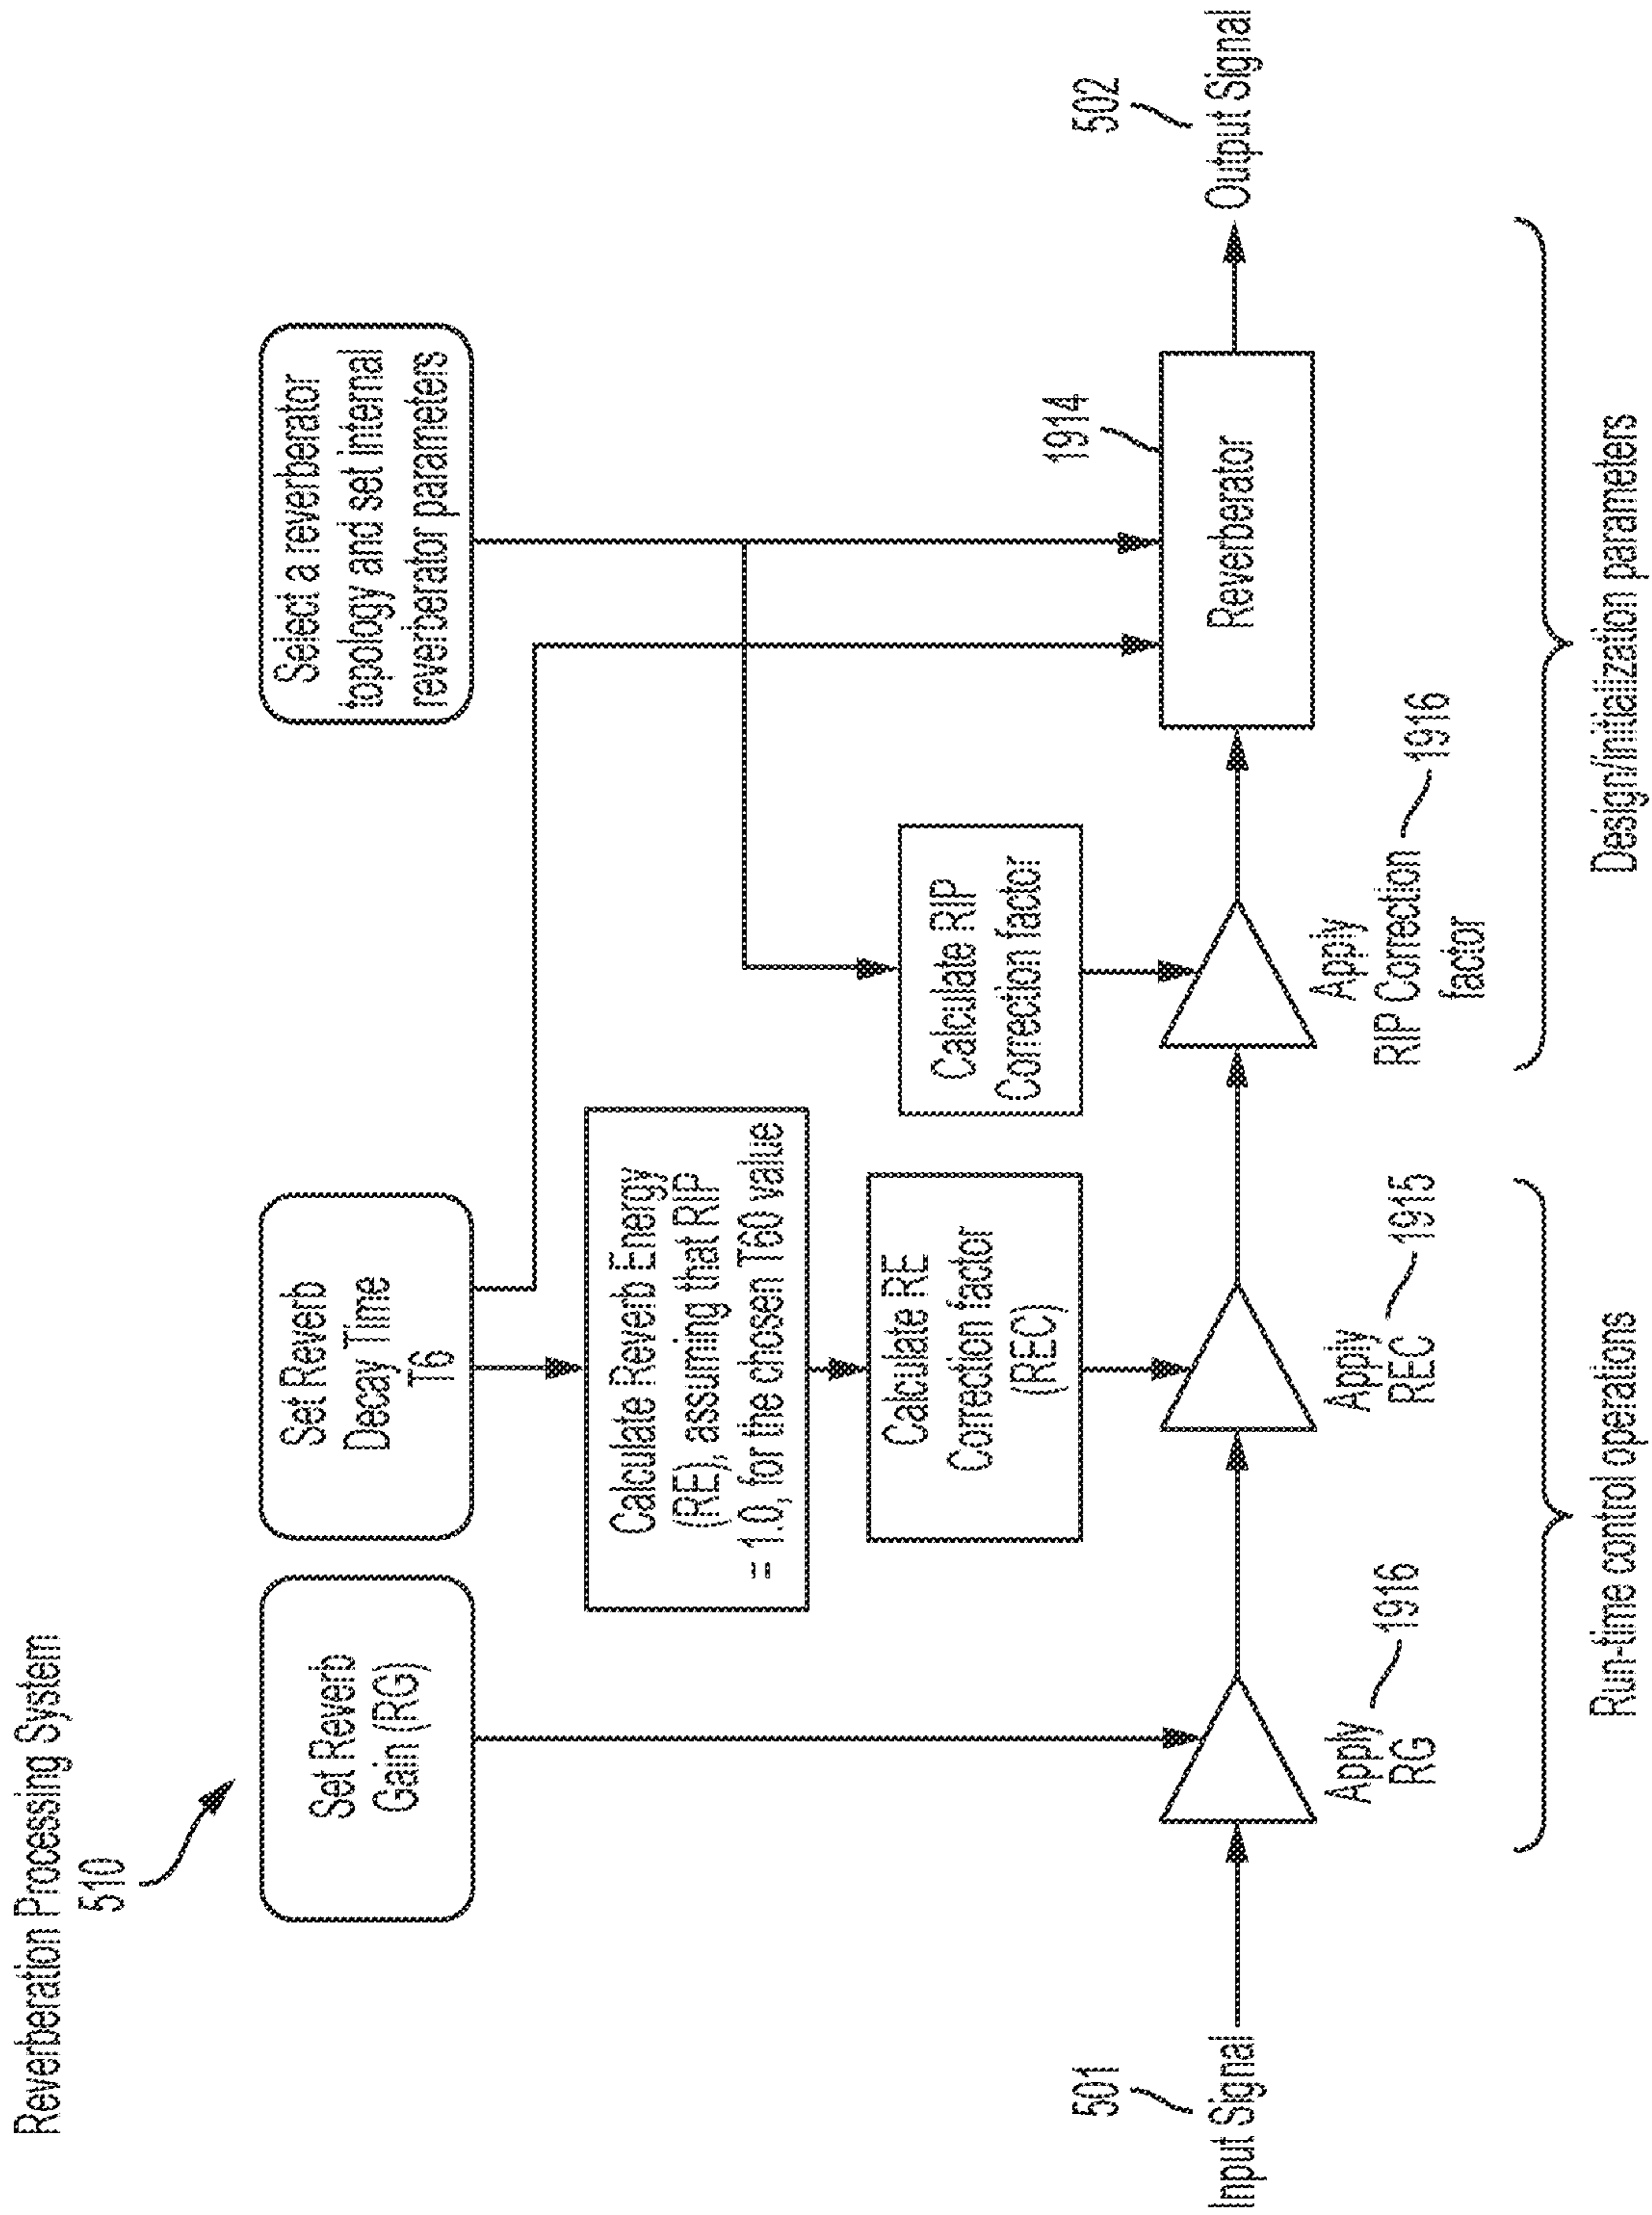 Reverberation Processing System
510
Set Reverb
Gain (RG)
Set Reverb
Decay Time
T6
Select a reverberator
topology and set internal
reverberator parameters
Calculate Reverb Energy
(RE), assuming that RIP
= 1.0, for the chosen T60 value
Calculate RE
Correction factor
(REC)
Calculate RIP
Correction factor
501
Input Signal
Apply
RG
1916
Apply
REC
1915
Apply
RIP Correction
factor
1916
1914
Reverberator
502
Output Signal
Run-time control operations
Design/initialization parameters